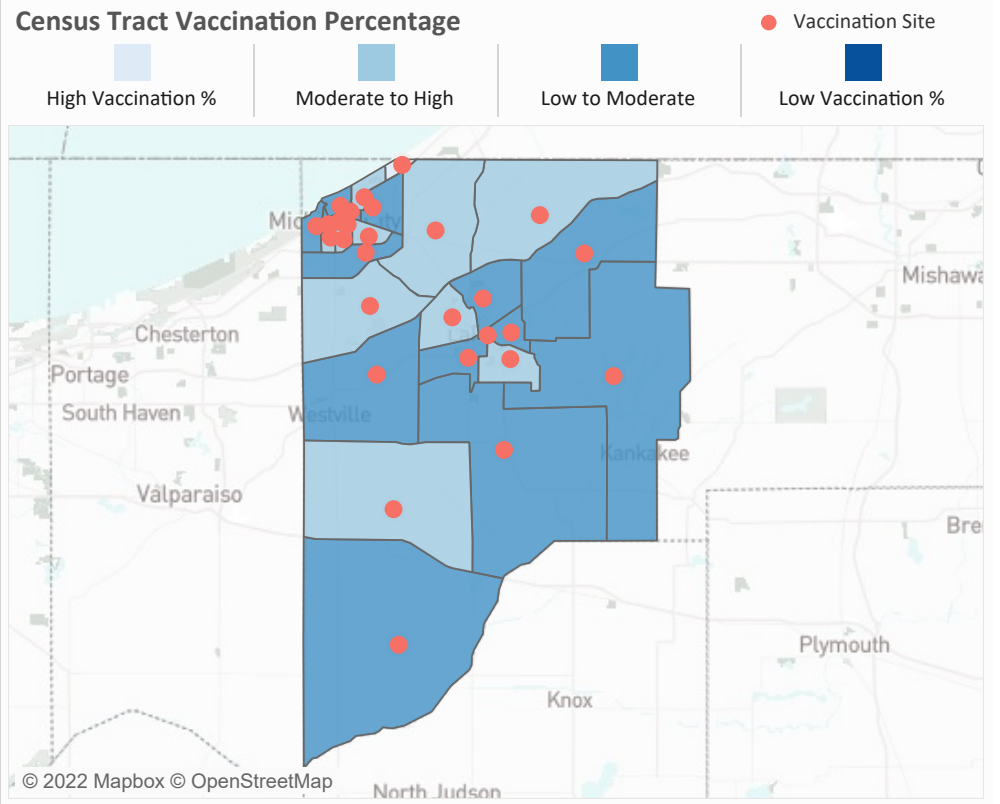 Census Tract Vaccination Percentage
Vaccination Site
High Vaccination %
Moderate to High
Low to Moderate
Low Vaccination %
Mishawa
Chesterton
Portage
South Haven
Westville
Kankakee
Valparaiso
Bre
Plymouth
Knox
© 2022 Mapbox © OpenStreetMap
North Judson